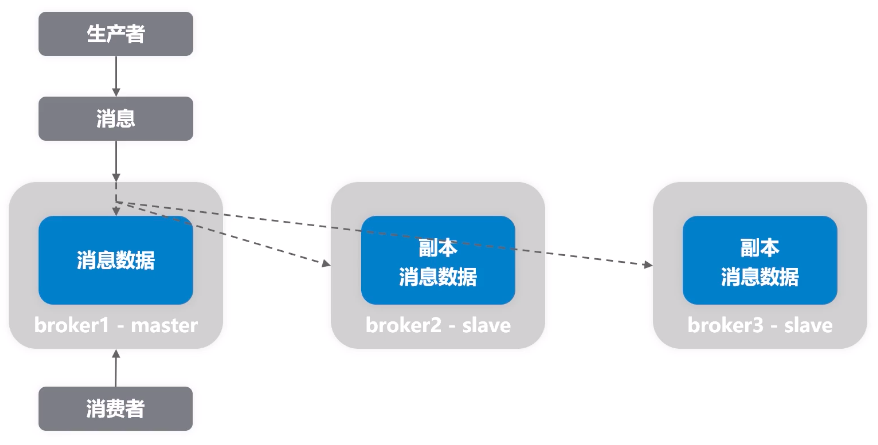 生产者
消息
消息数据
broker1 - master
副本
消息数据
broker2 - slave
副本
消息数据
broker3 - slave
消费者